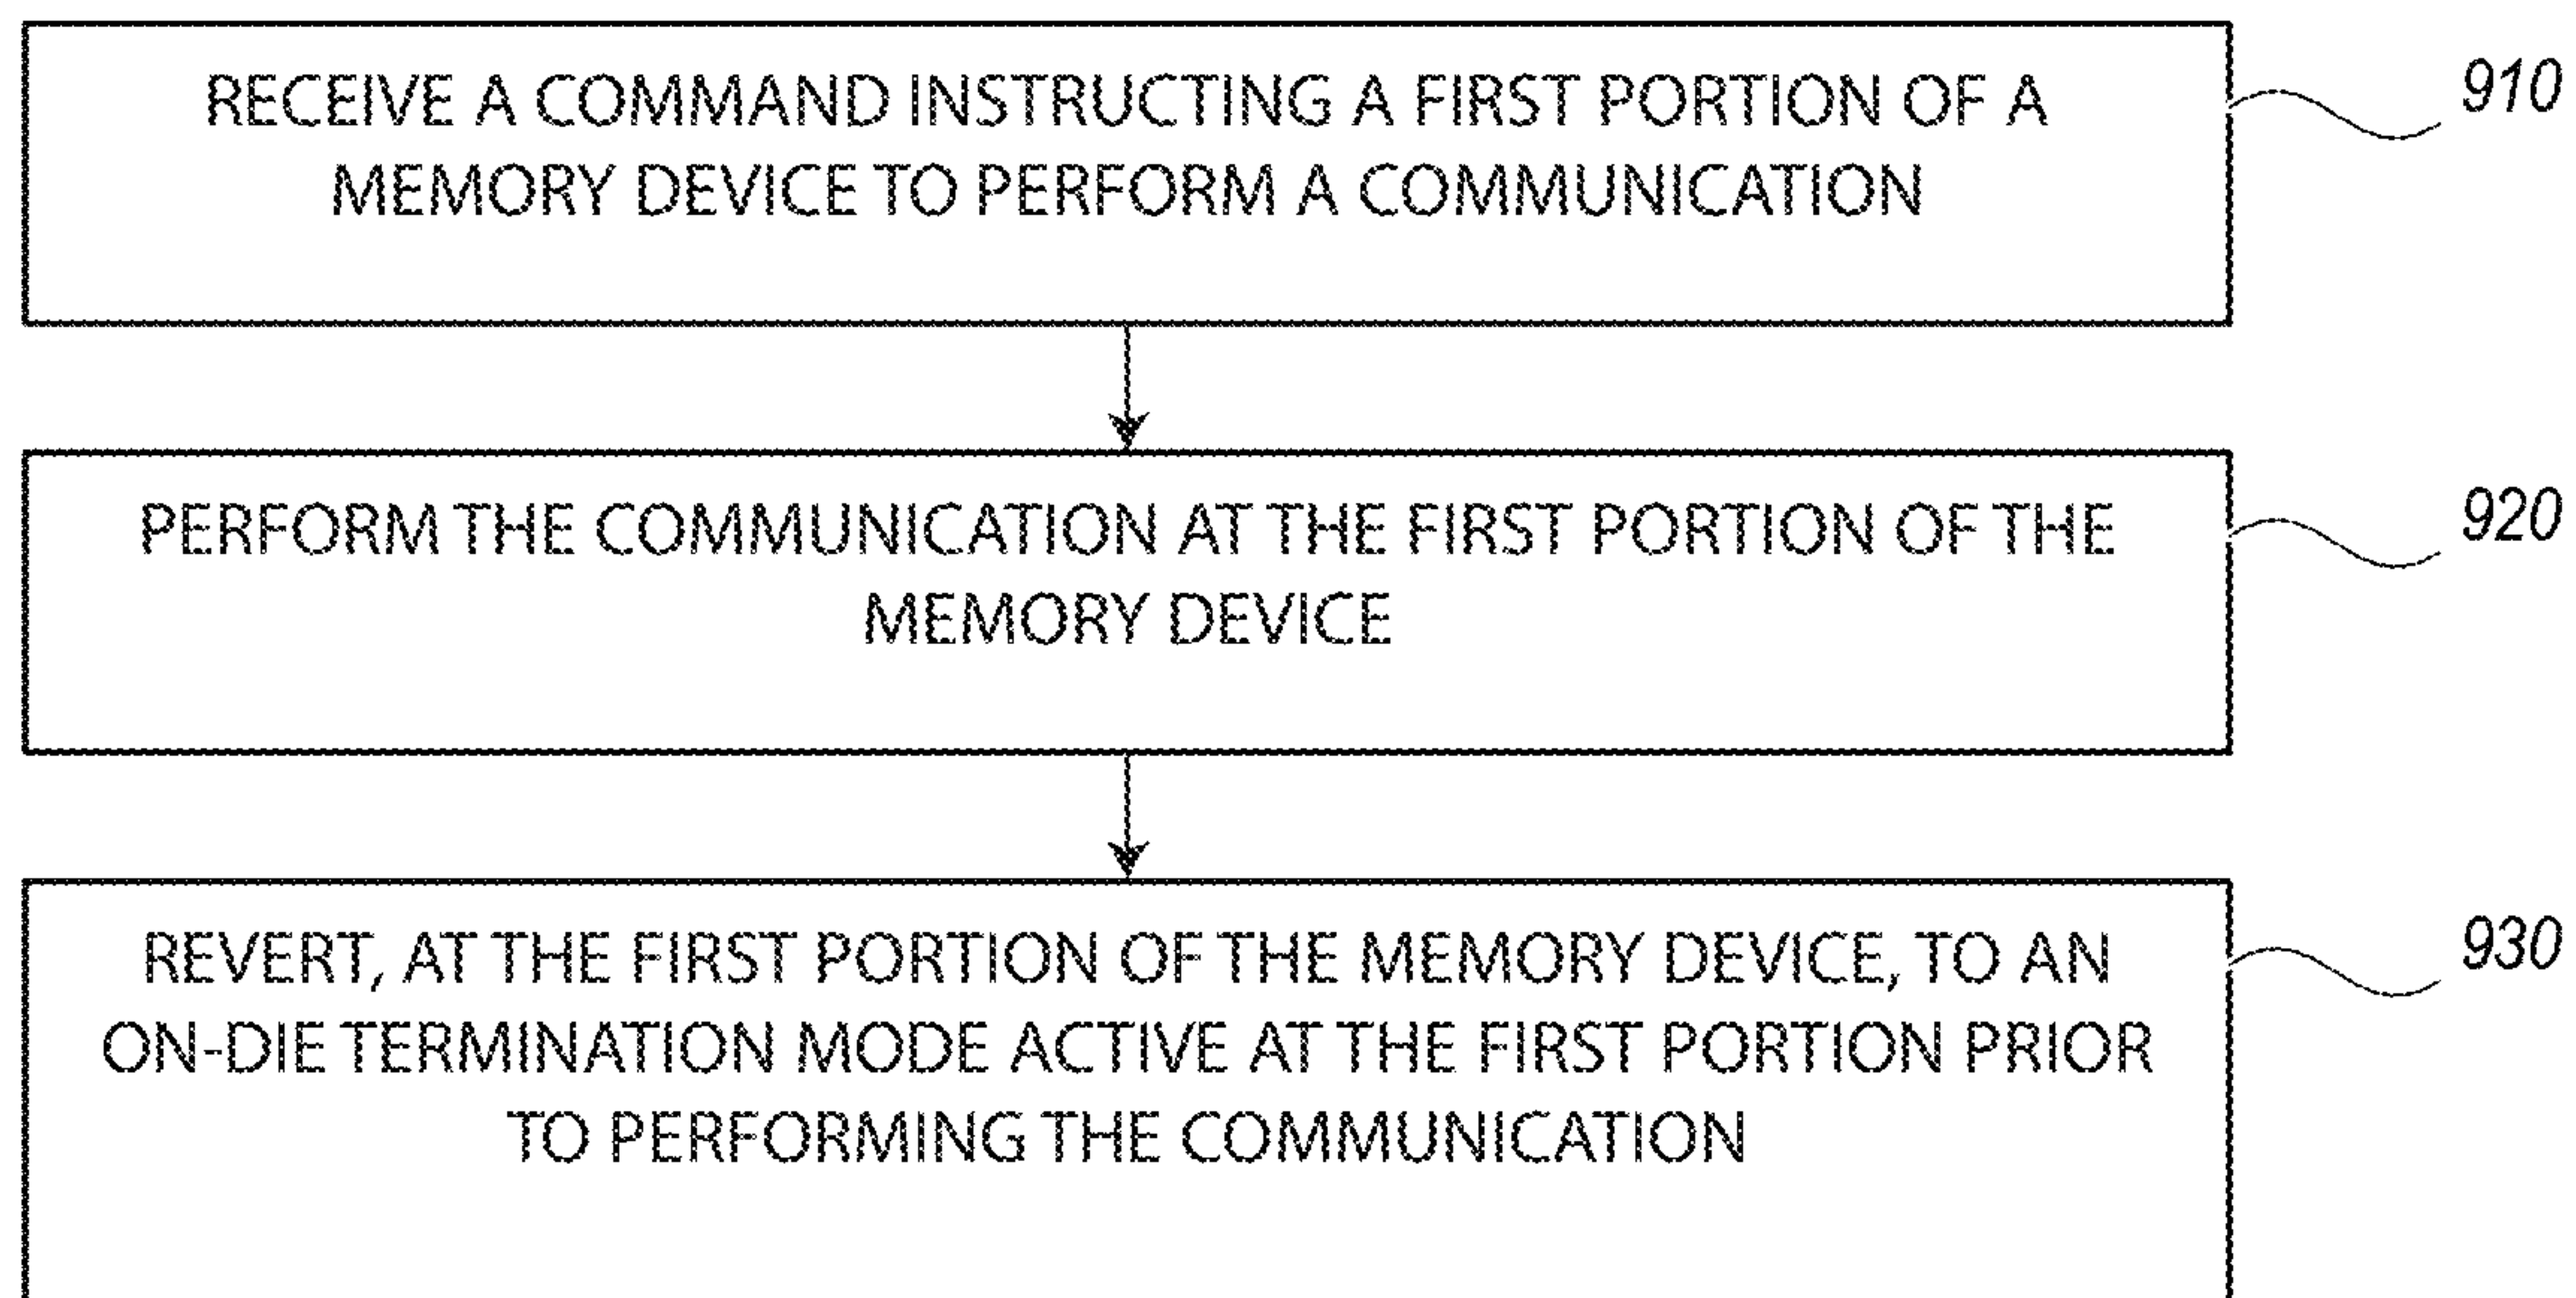 RECEIVE A COMMAND INSTRUCTING A FIRST PORTION OF A
MEMORY DEVICE TO PERFORM A COMMUNICATION
910
PERFORM THE COMMUNICATION AT THE FIRST PORTION OF THE
MEMORY DEVICE
920
REVERT, AT THE FIRST PORTION OF THE MEMORY DEVICE, TO AN
ON-DIE TERMINATION MODE ACTIVE AT THE FIRST PORTION PRIOR
TO PERFORMING THE COMMUNICATION
930